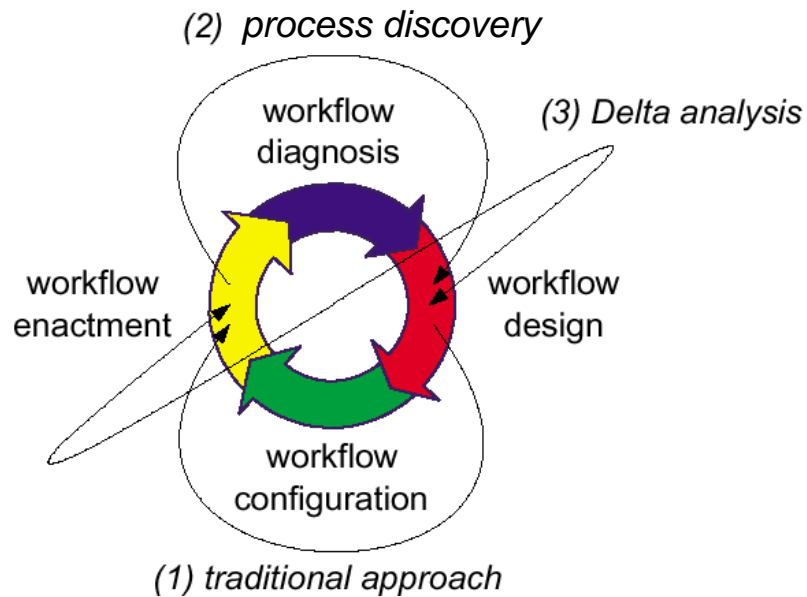 (2) process discovery
workflow
diagnosis
(3) Delta analysis
workflow
enactment
workflow
design
workflow
configuration
(1) traditional approach